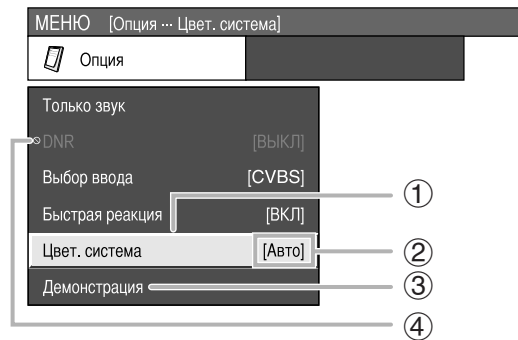 МЕНЮ [Опция ··· Цвет. система]
Опция
Только звук
DNR [ВЫКЛ]
Выбор ввода [CVBS]
Быстрая реакция [ВКЛ]
Цвет. система [Авто]
Демонстрация
①
②
③
④